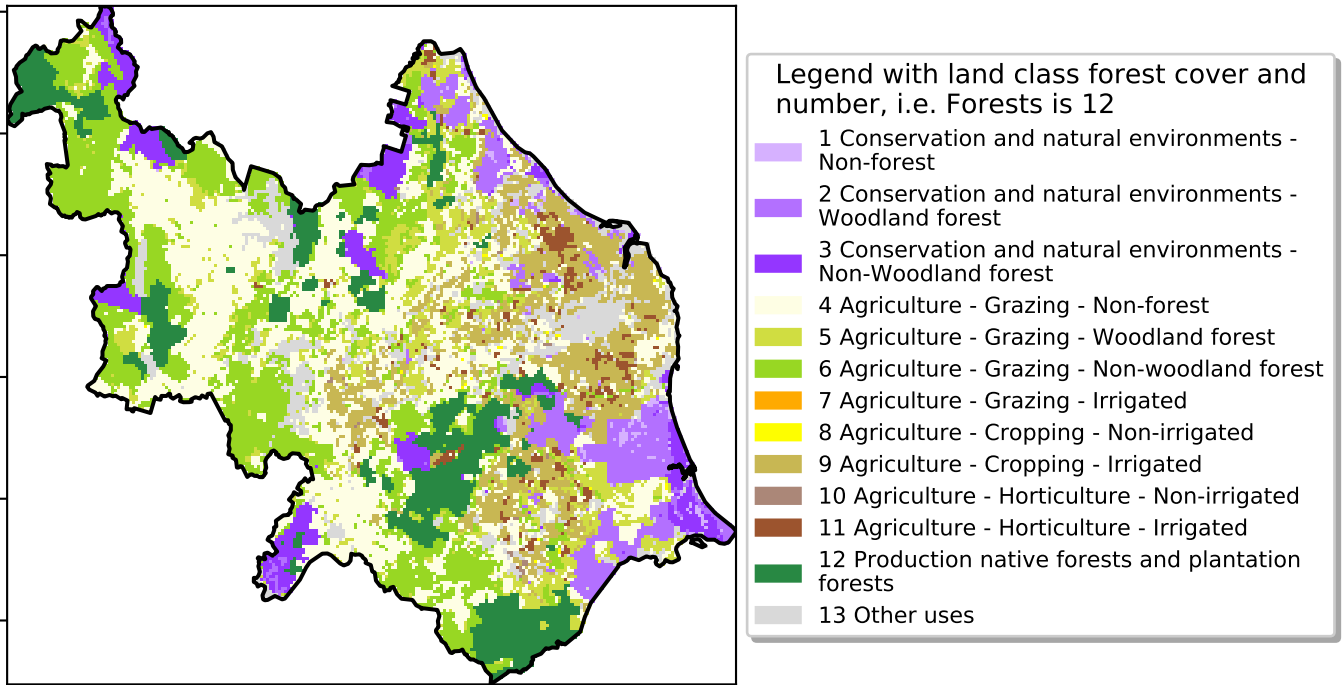 Legend with land class forest cover and
number, i.e. Forests is 12
1 Conservation and natural environments -
Non-forest
2 Conservation and natural environments -
Woodland forest
3 Conservation and natural environments -
Non-Woodland forest
4 Agriculture - Grazing - Non-forest
5 Agriculture - Grazing - Woodland forest
6 Agriculture - Grazing - Non-woodland forest
7 Agriculture - Grazing - Irrigated
8 Agriculture - Cropping - Non-irrigated
9 Agriculture - Cropping - Irrigated
10 Agriculture - Horticulture - Non-irrigated
11 Agriculture - Horticulture - Irrigated
12 Production native forests and plantation
forests
13 Other uses